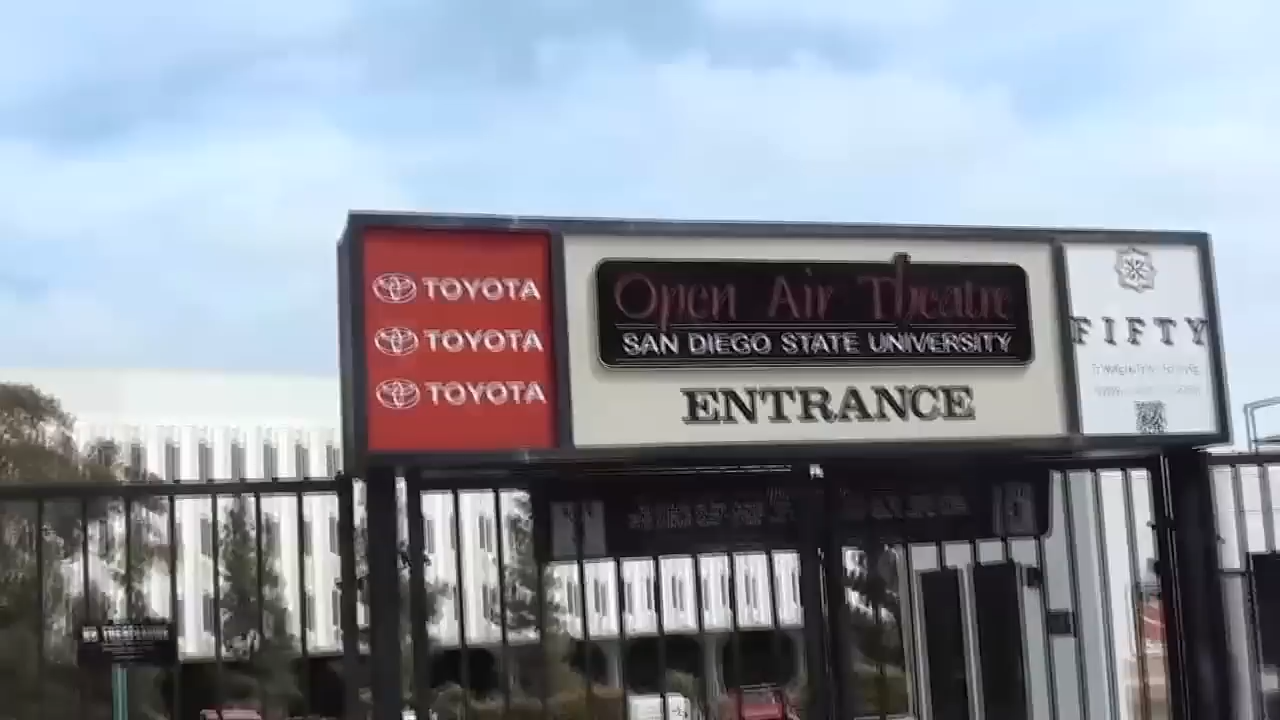 TOYOTA
TOYOTA
TOYOTA
Open Air Theatre
SAN DIEGO STATE UNIVERSITY
ENTRANCE
FIFTY